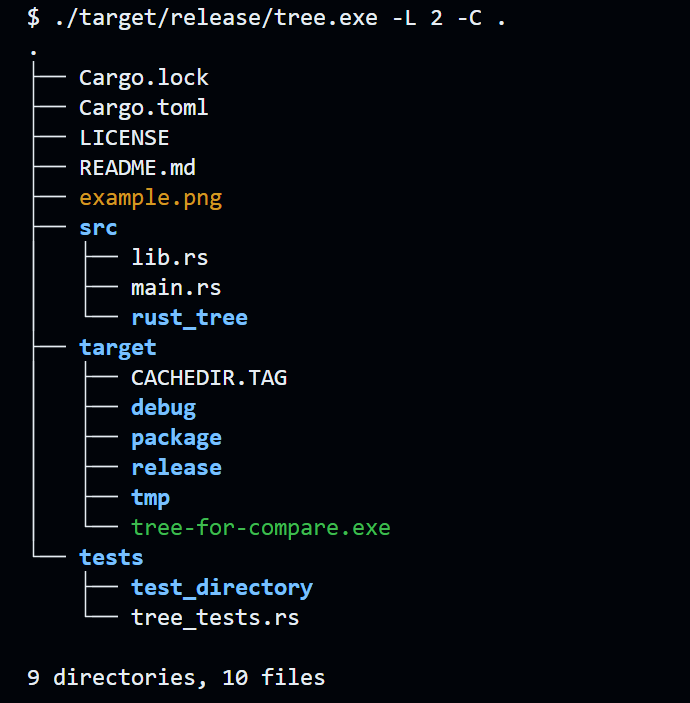 $ ./target/release/tree.exe -L 2 -C .
.
├── Cargo.lock
├── Cargo.toml
├── LICENSE
├── README.md
├── example.png
├── src
│   ├── lib.rs
│   ├── main.rs
│   └── rust_tree
├── target
│   ├── CACHEDIR.TAG
│   ├── debug
│   ├── package
│   ├── release
│   ├── tmp
│   └── tree-for-compare.exe
└── tests
    ├── test_directory
    └── tree_tests.rs

9 directories, 10 files